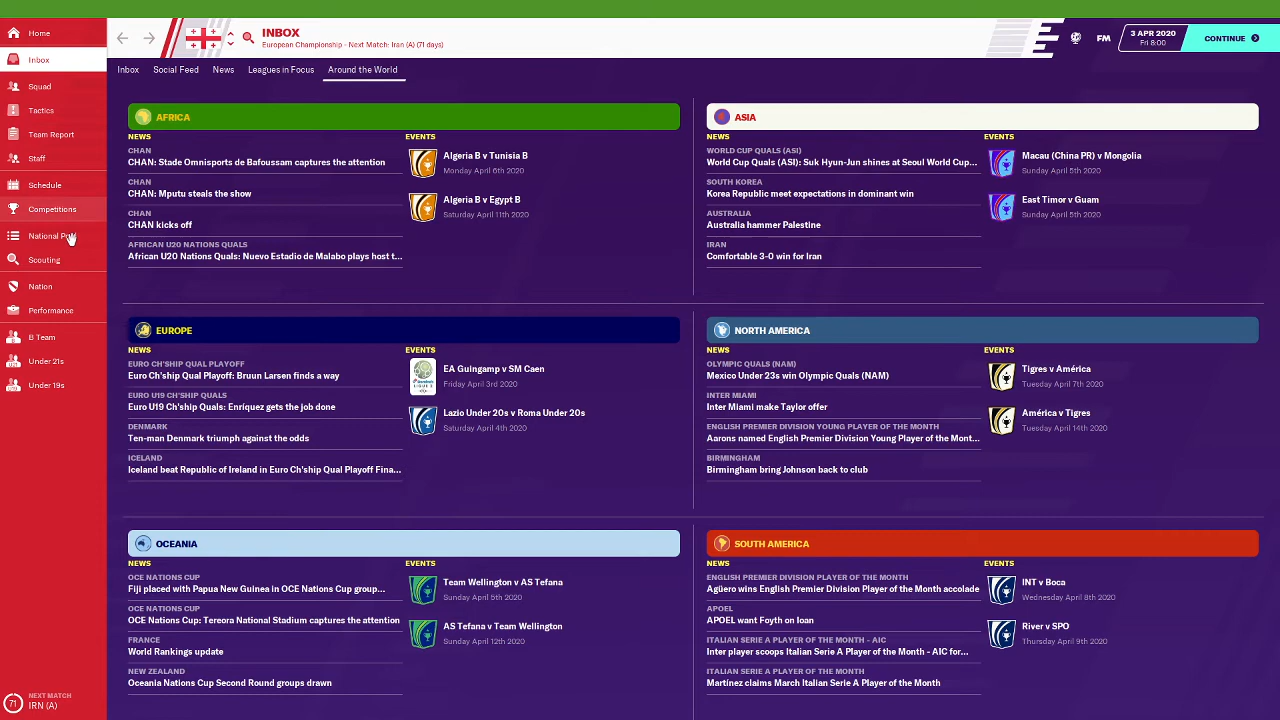 Home
Inbox
Squad
Tactics
Team Report
Staff
Schedule
Competitions
National
Scouting
Nation
Performance
B Team
Under 21s
Under 19s
71
NEXT MATCH
IRN (A)
INBOX
European Championship - Next Match: Iran (A) (71 days)
FM
3 APR 2020
Fri 8:00
CONTINUE
Inbox Social Feed News Leagues in Focus Around the World
AFRICA
NEWS
CHAN
CHAN: Stade Omnisports de Bafoussam captures the attention
CHAN
CHAN: Mputu steals the show
CHAN
CHAN kicks off
AFRICAN U20 NATIONS QUALS
African U20 Nations Quals: Nuevo Estadio de Malabo plays host t...
EVENTS
Algeria B v Tunisia B
Monday April 6th 2020
Algeria B v Egypt B
Saturday April 11th 2020
ASIA
NEWS
WORLD CUP QUALS (ASI)
World Cup Quals (ASI): Suk Hyun-Jun shines at Seoul World Cup...
SOUTH KOREA
Korea Republic meet expectations in dominant win
AUSTRALIA
Australia hammer Palestine
IRAN
Comfortable 3-0 win for Iran
EVENTS
Macau (China PR) v Mongolia
Sunday April 5th 2020
East Timor v Guam
Sunday April 5th 2020
EUROPE
NEWS
EURO CH'SHIP QUAL PLAYOFF
Euro Ch'ship Qual Playoff: Bruun Larsen finds a way
EURO U19 CH'SHIP QUALS
Euro U19 Ch'ship Quals: Enríquez gets the job done
DENMARK
Ten-man Denmark triumph against the odds
ICELAND
Iceland beat Republic of Ireland in Euro Ch'ship Qual Playoff Fina...
EVENTS
EA Guingamp v SM Caen
Friday April 3rd 2020
Lazio Under 20s v Roma Under 20s
Saturday April 4th 2020
NORTH AMERICA
NEWS
OLYMPIC QUALS (NAM)
Mexico Under 23s win Olympic Quals (NAM)
INTER MIAMI
Inter Miami make Taylor offer
ENGLISH PREMIER DIVISION YOUNG PLAYER OF THE MONTH
Aarons named English Premier Division Young Player of the Mont...
BIRMINGHAM
Birmingham bring Johnson back to club
EVENTS
Tigres v América
Tuesday April 7th 2020
América v Tigres
Tuesday April 14th 2020
OCEANIA
NEWS
OCE NATIONS CUP
Fiji placed with Papua New Guinea in OCE Nations Cup group...
OCE NATIONS CUP
OCE Nations Cup: Tereora National Stadium captures the attention
FRANCE
World Rankings update
NEW ZEALAND
Oceania Nations Cup Second Round groups drawn
EVENTS
Team Wellington v AS Tefana
Sunday April 5th 2020
AS Tefana v Team Wellington
Sunday April 12th 2020
SOUTH AMERICA
NEWS
ENGLISH PREMIER DIVISION PLAYER OF THE MONTH
Agüero wins English Premier Division Player of the Month accolade
APOEL
APOEL want Foyth on loan
ITALIAN SERIE A PLAYER OF THE MONTH - AIC
Inter player scoops Italian Serie A Player of the Month - AIC for...
ITALIAN SERIE A PLAYER OF THE MONTH
Martínez claims March Italian Serie A Player of the Month
EVENTS
INT v Boca
Wednesday April 8th 2020
River v SPO
Thursday April 9th 2020